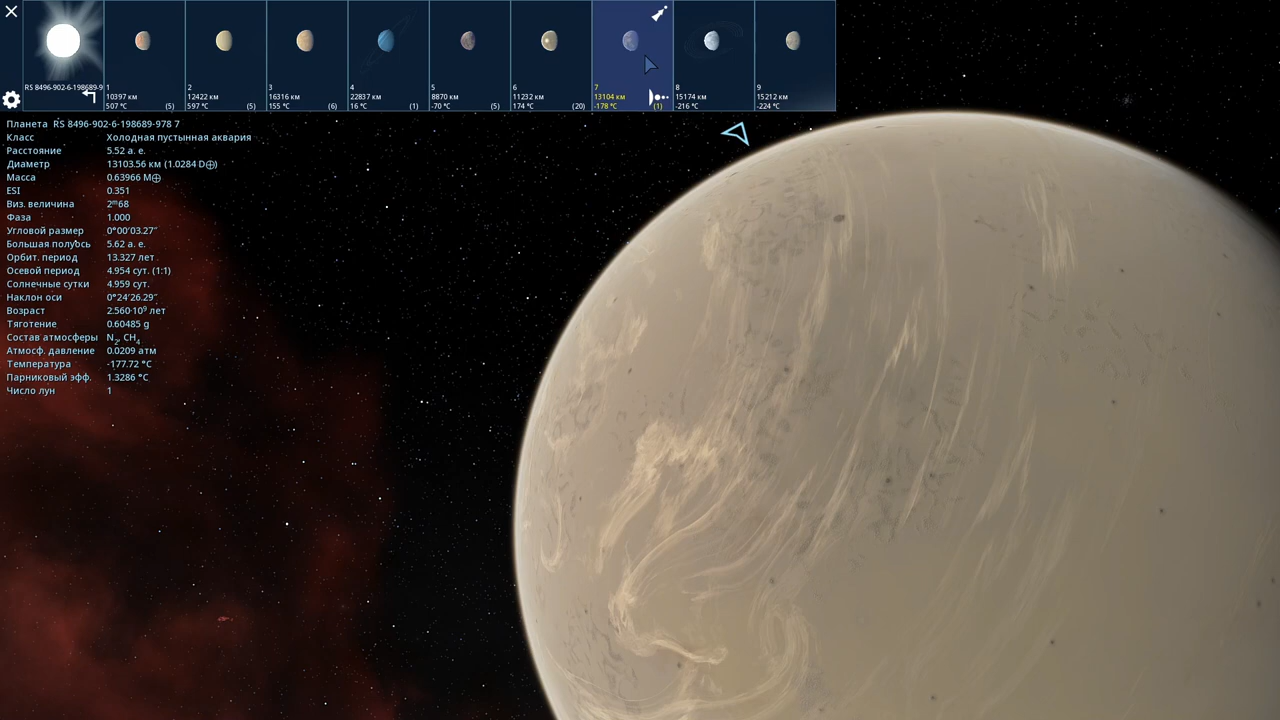 RS 8496-902-6-198689-9
1
10397 км
507 °C (5)
2
12422 км
597 °C (5)
3
16316 км
155 °C (6)
4
22837 км
16 °C (1)
5
8870 км
-70 °C (5)
6
11232 км
174 °C (20)
7
13104 км
-178 °C (1)
8
15174 км
-216 °C
9
15212 км
-224 °C
Планета RS 8496-902-6-198689-978 7
Класс Холодная пустынная аквария
Расстояние 5.52 а. е.
Диаметр 13103.56 км (1.0284 D⊕)
Масса 0.63966 M⊕
ESI 0.351
Виз. величина 2ᵐ68
Фаза 1.000
Угловой размер 0°00′03.27″
Большая полуось 5.62 а. е.
Орбит. период 13.327 лет
Осевой период 4.954 сут. (1:1)
Солнечные сутки 4.959 сут.
Наклон оси 0°24′26.29″
Возраст 2.560·10⁹ лет
Тяготение 0.60485 g
Состав атмосферы N₂, CH₄
Атмосф. давление 0.0209 атм
Температура -177.72 °C
Парниковый эфф. 1.3286 °C
Число лун 1